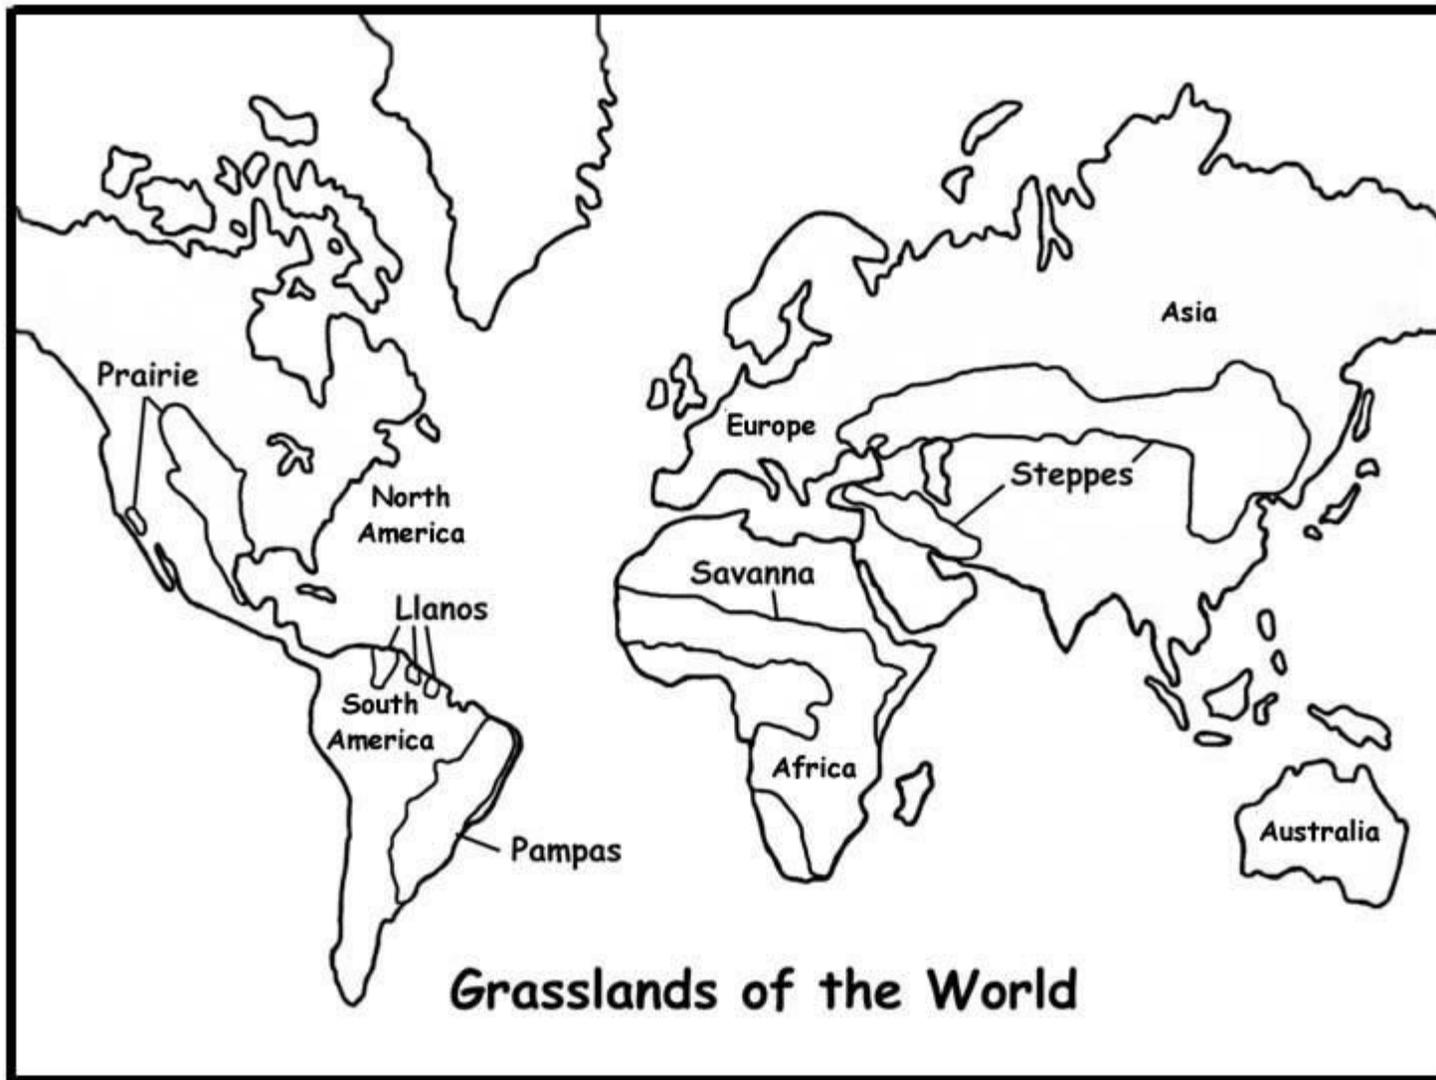 Asia
Prairie
Europe
Steppes
North
America
Savanna
Llanos
South
America
Africa
Australia
Pampas
Grasslands of the World